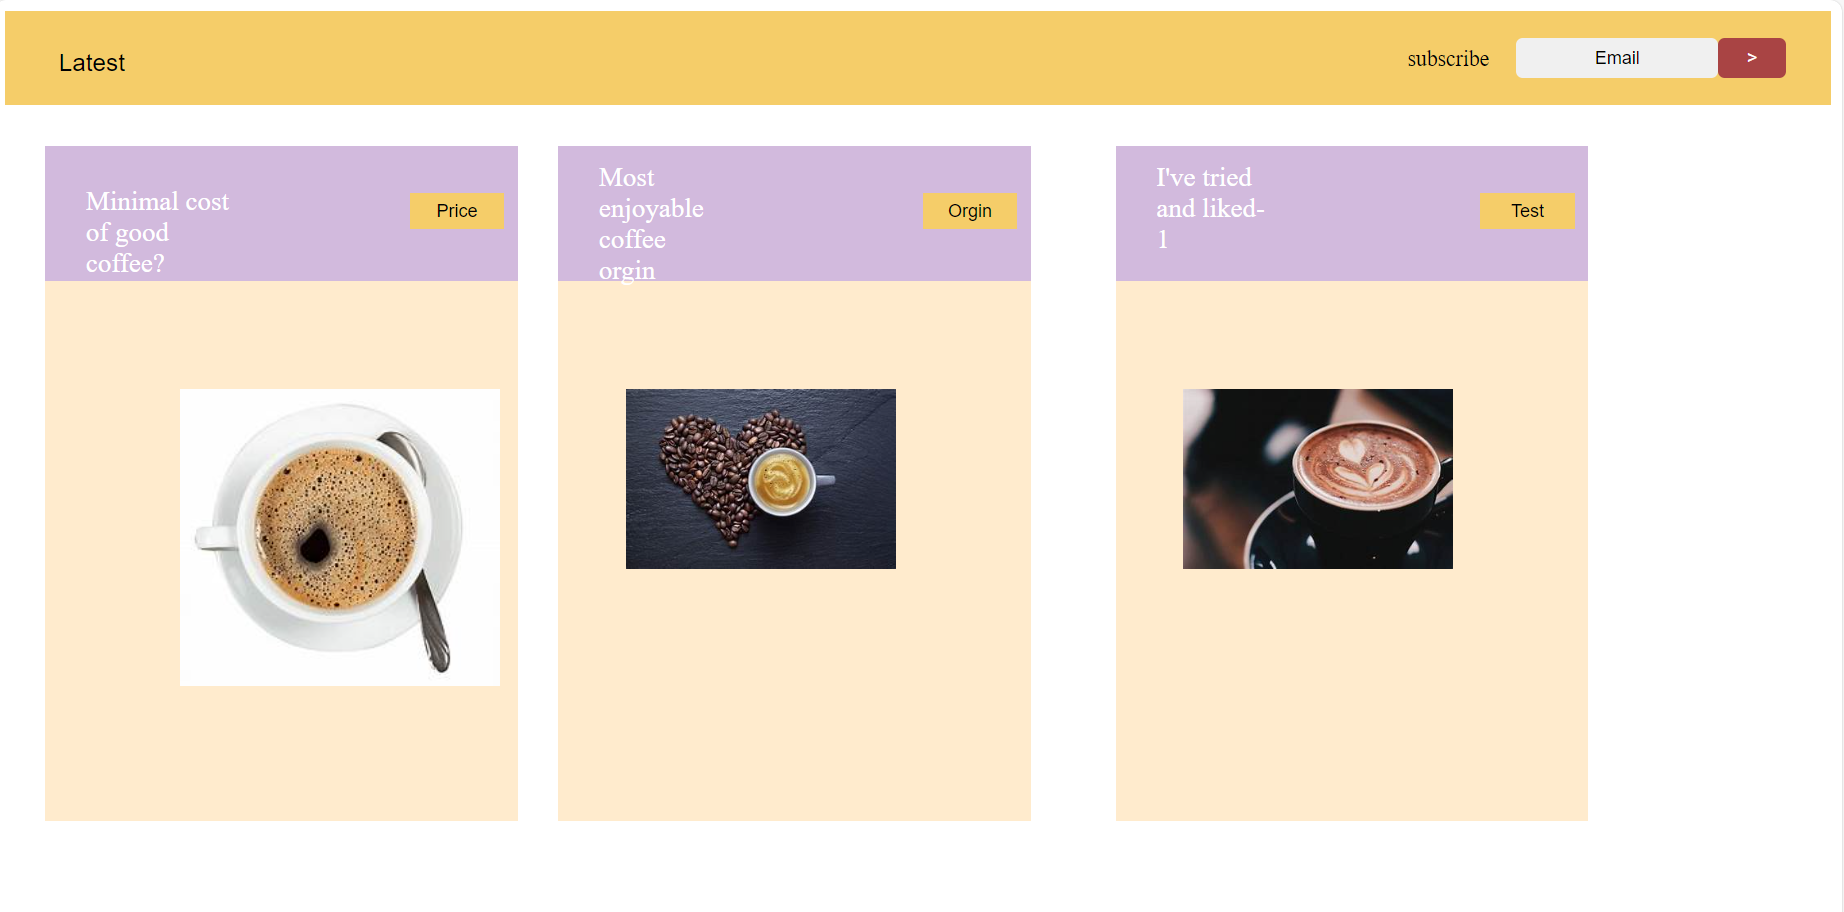 Latest
subscribe
Email
>
Minimal cost
of good
coffee?
Price
Most
enjoyable
coffee
orgin
Orgin
I've tried
and liked-
1
Test